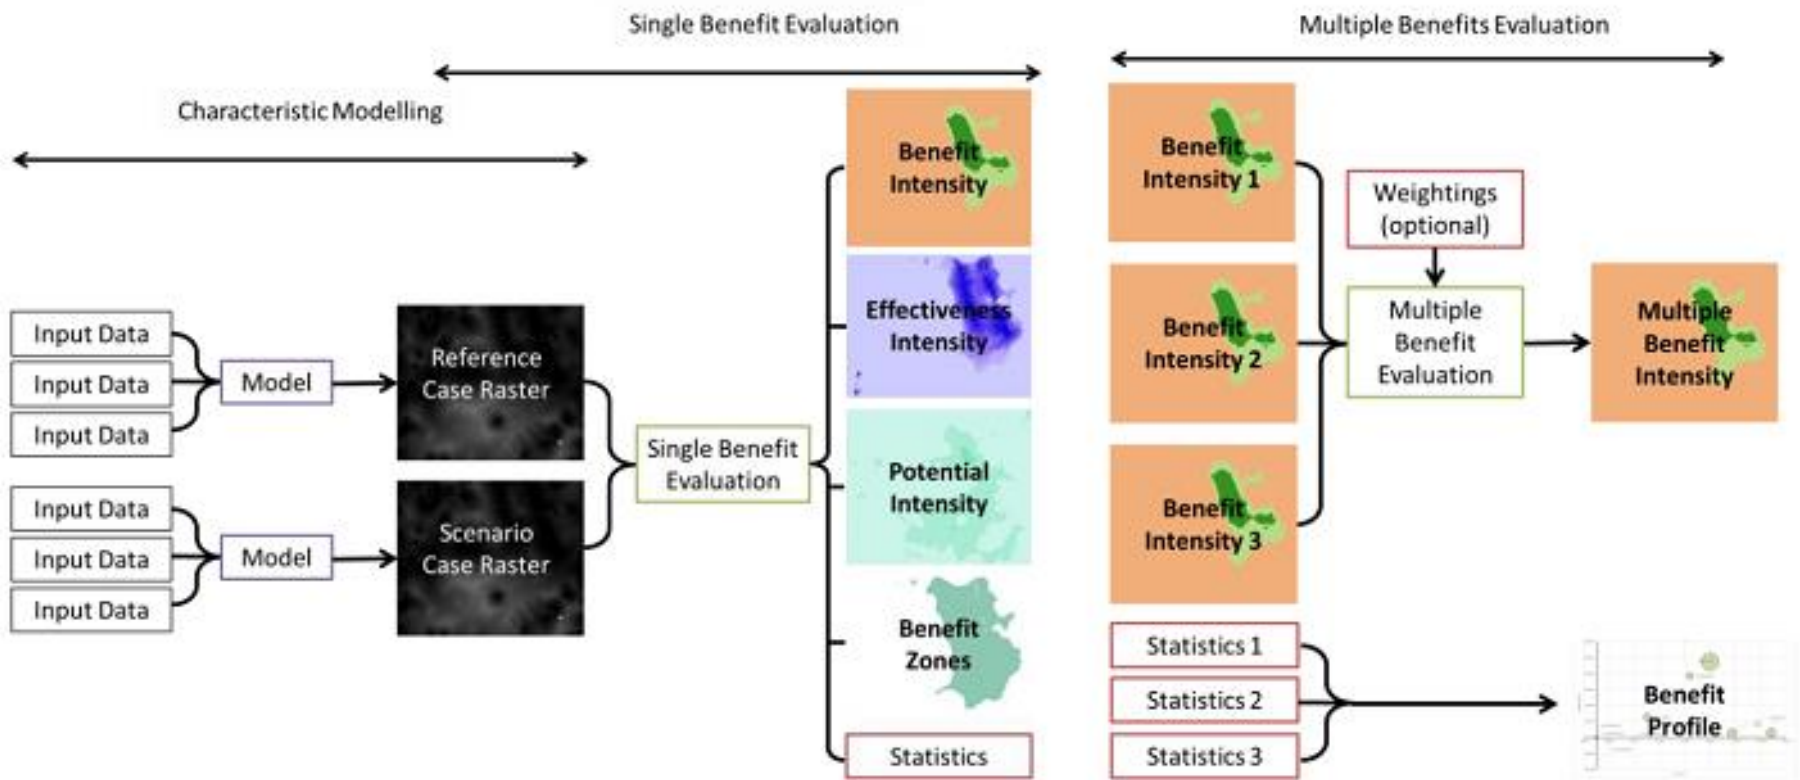 Single Benefit Evaluation
Multiple Benefits Evaluation
Characteristic Modelling
Input Data
Input Data
Input Data
Model
Reference
Case Raster
Input Data
Input Data
Input Data
Model
Scenario
Case Raster
Single Benefit
Evaluation
Benefit
Intensity
Effectiveness
Intensity
Potential
Intensity
Benefit
Zones
Statistics
Benefit
Intensity 1
Benefit
Intensity 2
Benefit
Intensity 3
Weightings
(optional)
Multiple
Benefit
Evaluation
Multiple
Benefit
Intensity
Statistics 1
Statistics 2
Statistics 3
Benefit
Profile